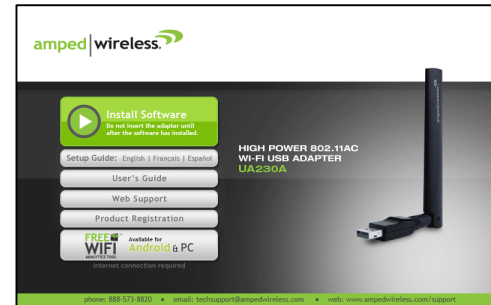 amped wireless.
Install Software
Do not insert the adapter until
after the software has installed.
Setup Guide: English | Français | Español
User's Guide
Web Support
Product Registration
FREE
WIFI
ANALYTICS TOOL
Available for
Android & PC
Internet connection required
HIGH POWER 802.11AC
WI-FI USB ADAPTER
UA230A
phone: 888-573-8820 • email: techsupport@ampedwireless.com • web: www.ampedwireless.com/support